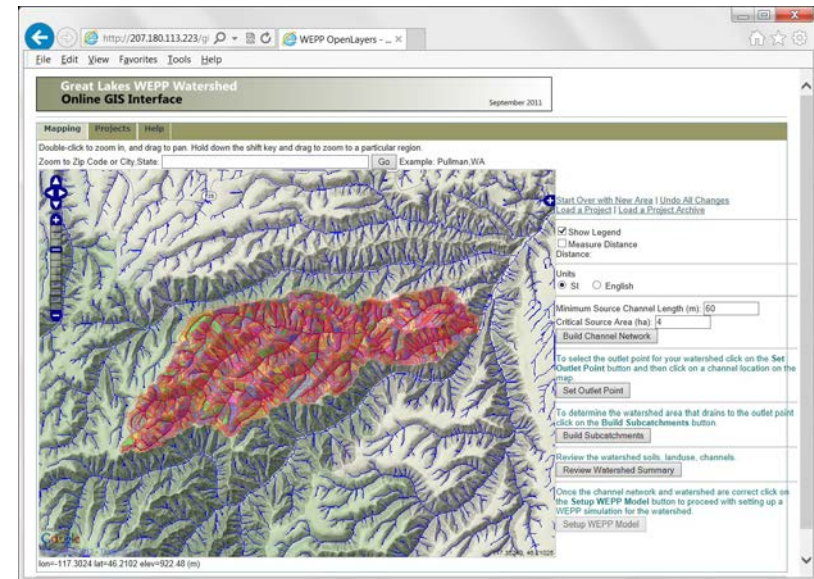 http://207.180.113.223/gi
WEPP OpenLayers - ...
File Edit View Favorites Tools Help
Great Lakes WEPP Watershed
Online GIS Interface
September 2011
Mapping Projects Help
Double-click to zoom in, and drag to pan. Hold down the shift key and drag to zoom to a particular region.
Zoom to Zip Code or City,State: Go Example: Pullman,WA
Start Over with New Area | Undo All Changes
Load a Project | Load a Project Archive
Show Legend
Measure Distance
Distance:
Units
SI English
Minimum Source Channel Length (m): 60
Critical Source Area (ha): 4
Build Channel Network
To select the outlet point for your watershed click on the Set
Outlet Point button and then click on a channel location on the
map.
Set Outlet Point
To determine the watershed area that drains to the outlet point
click on the Build Subcatchments button.
Build Subcatchments
Review the watershed soils, landuse, channels.
Review Watershed Summary
Once the channel network and watershed are correct click on
the Setup WEPP Model button to proceed with setting up a
WEPP simulation for the watershed.
Setup WEPP Model
lon=-117.3024 lat=46.2102 elev=922.48 (m)